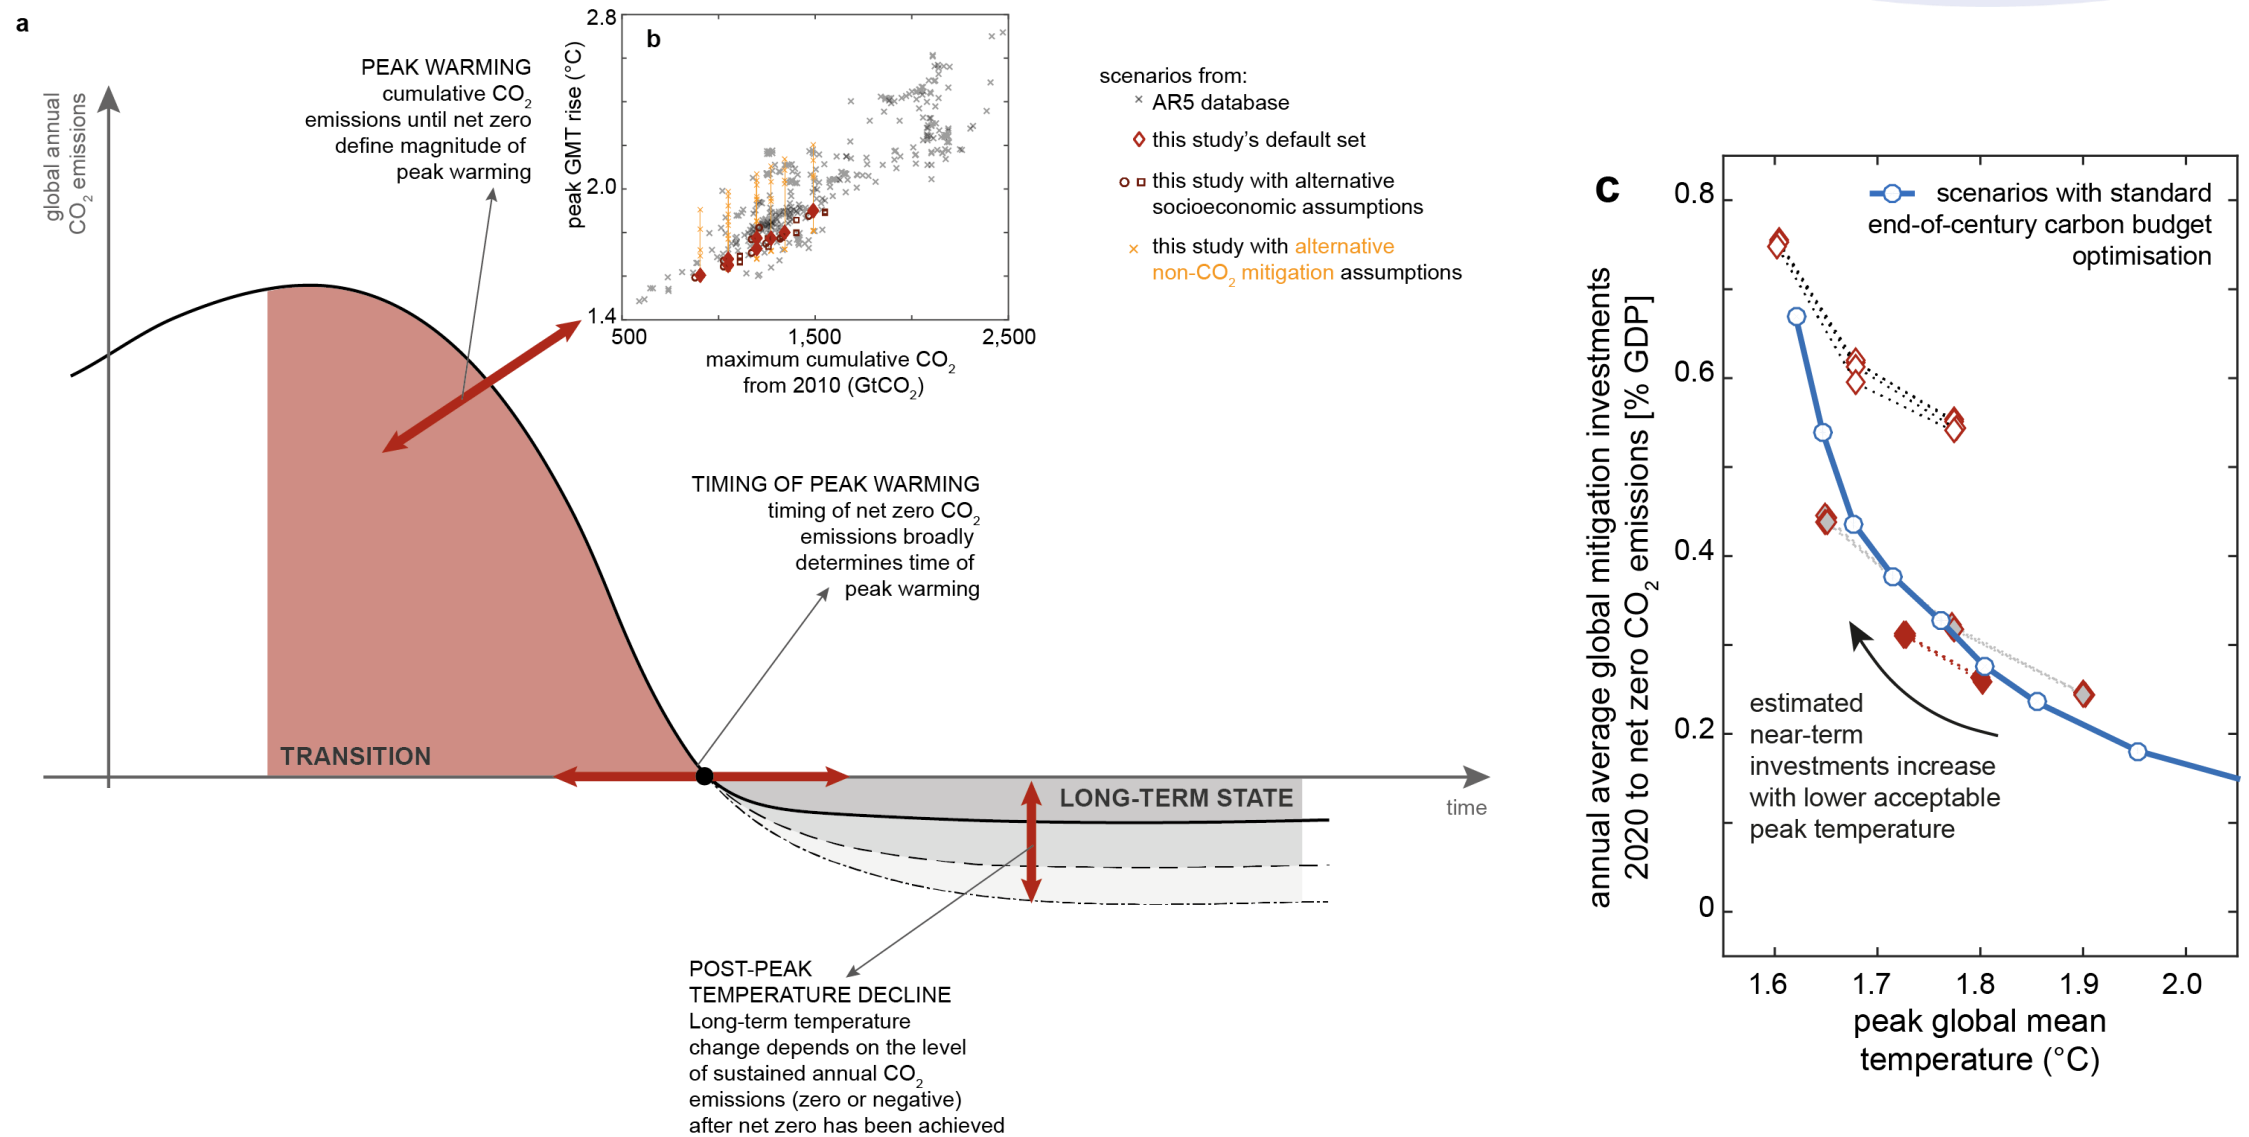 a
global annual
CO2 emissions
PEAK WARMING
cumulative CO2
emissions until net zero
define magnitude of
peak warming
b
peak GMT rise (°C)
2.8
2.0
1.4
500
1,500
2,500
maximum cumulative CO2
from 2010 (GtCO2)
scenarios from:
AR5 database
this study's default set
this study with alternative
socioeconomic assumptions
this study with alternative
non-CO2 mitigation assumptions
TIMING OF PEAK WARMING
timing of net zero CO2
emissions broadly
determines time of
peak warming
TRANSITION
LONG-TERM STATE
time
POST-PEAK
TEMPERATURE DECLINE
Long-term temperature
change depends on the level
of sustained annual CO2
emissions (zero or negative)
after net zero has been achieved
c
annual average global mitigation investments
2020 to net zero CO2 emissions [% GDP]
0.8
0.6
0.4
0.2
0
scenarios with standard
end-of-century carbon budget
optimisation
estimated
near-term
investments increase
with lower acceptable
peak temperature
1.6
1.7
1.8
1.9
2.0
peak global mean
temperature (°C)